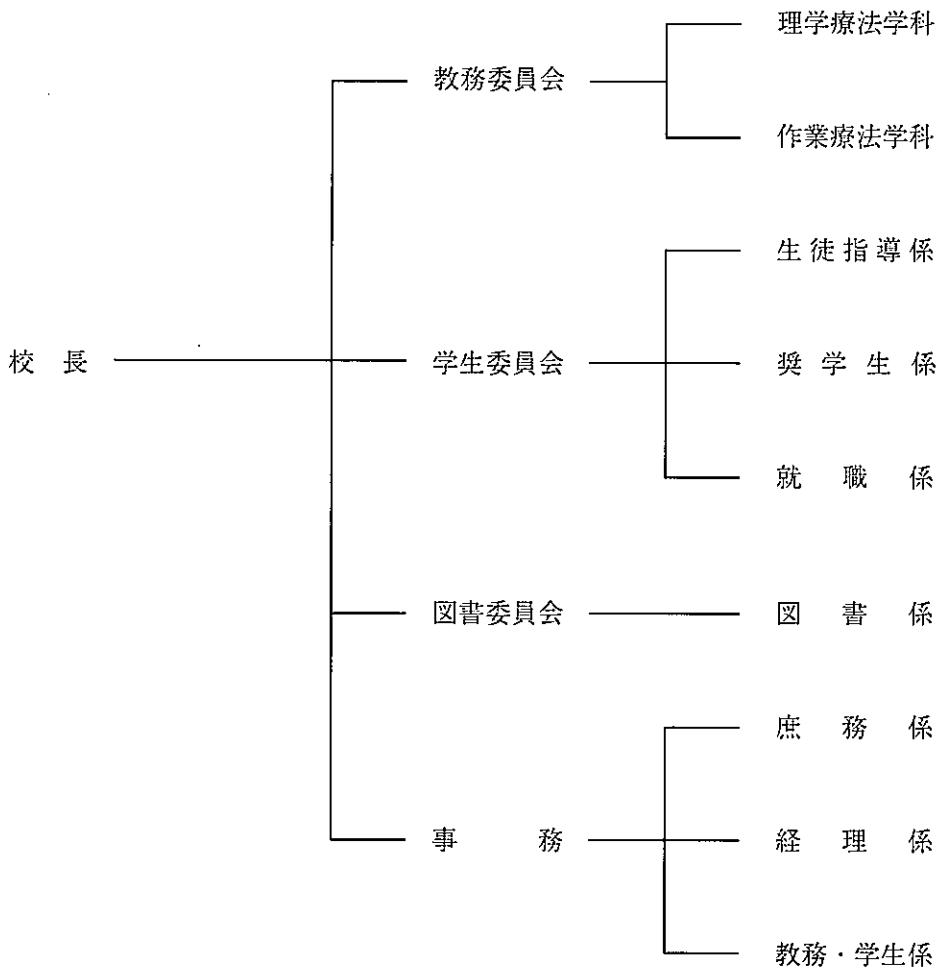 理学療法学科
教務委員会
作業療法学科
生徒指導係
校長
学生委員会
奨学生係
就職係
図書委員会
図書係
庶務係
事務
経理係
教務・学生係